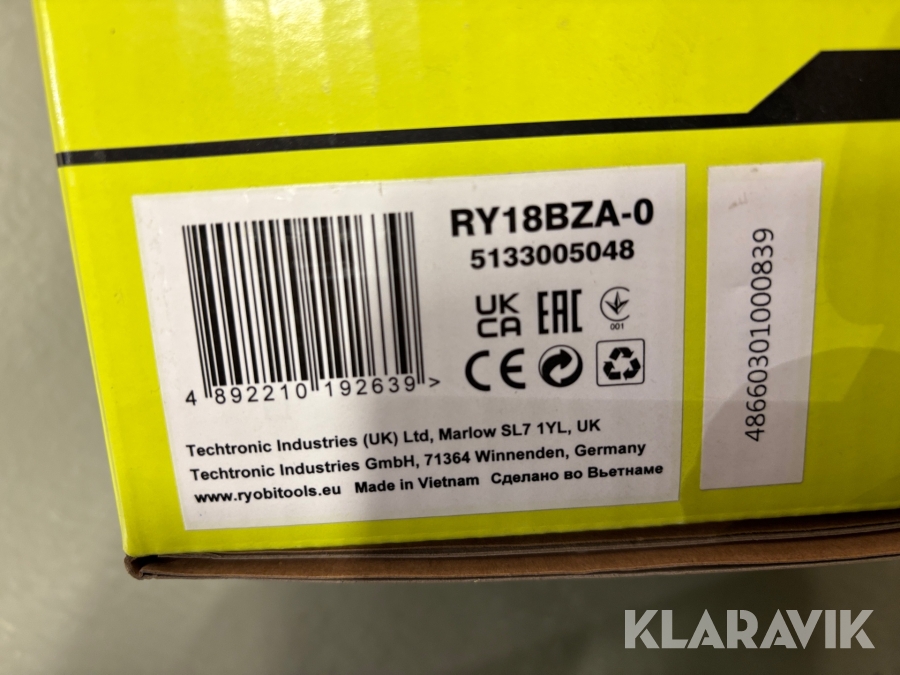 RY18BZA-0
5133005048
UK
CA
EAC
001
CE
4 892210 192639 >
Techtronic Industries (UK) Ltd, Marlow SL7 1YL, UK
Techtronic Industries GmbH, 71364 Winnenden, Germany
www.ryobitools.eu Made in Vietnam Сделано во Вьетнаме
48660301000839
KLARAVIK